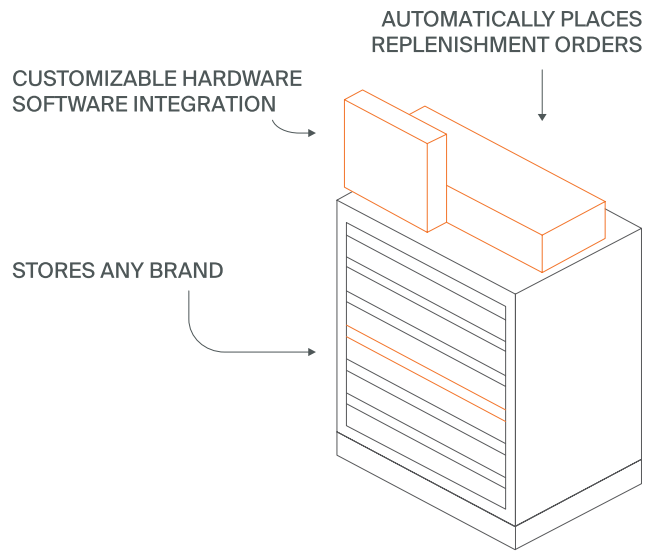 AUTOMATICALLY PLACES
REPLENISHMENT ORDERS
CUSTOMIZABLE HARDWARE
SOFTWARE INTEGRATION
STORES ANY BRAND